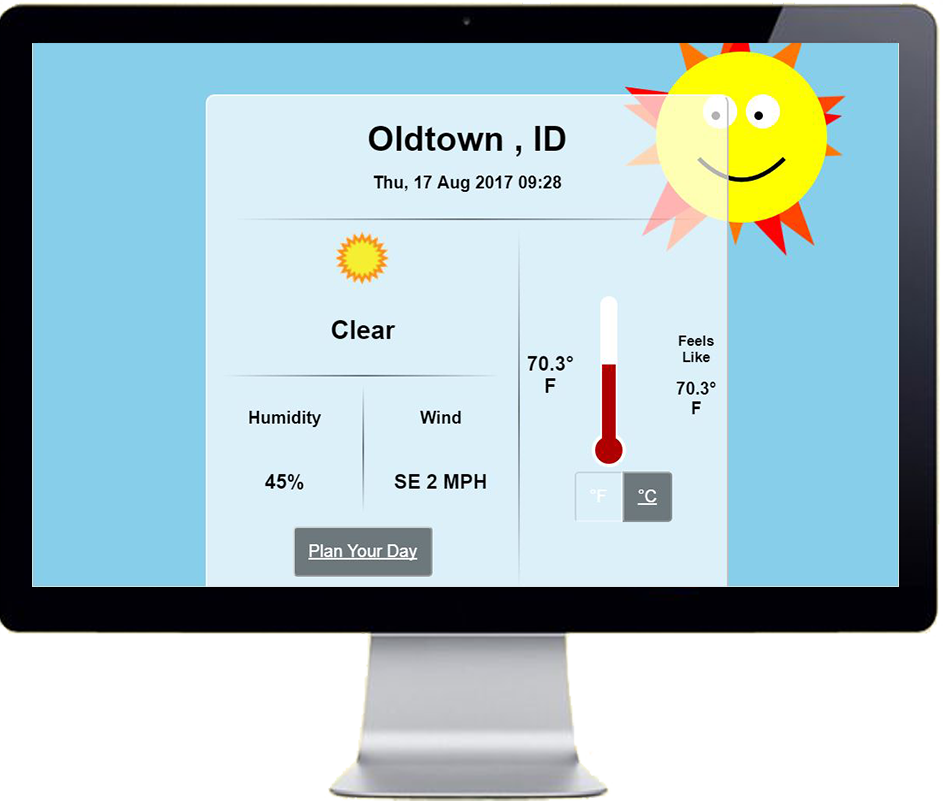 Oldtown , ID
Thu, 17 Aug 2017 09:28
Clear
Humidity
45%
Wind
SE 2 MPH
Plan Your Day
70.3°
F
Feels
Like
70.3°
F
°F
°C